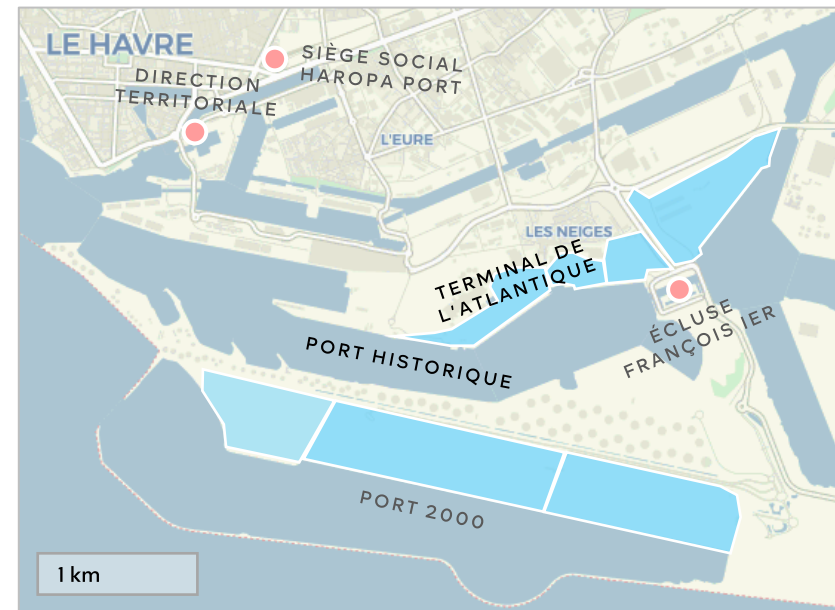 LE HAVRE
SIÈGE SOCIAL
HAROPA PORT
DIRECTION
TERRITORIALE
L'EURE
LES NEIGES
TERMINAL DE
L'ATLANTIQUE
ÉCLUSE
FRANÇOIS IER
PORT HISTORIQUE
PORT 2000
1 km